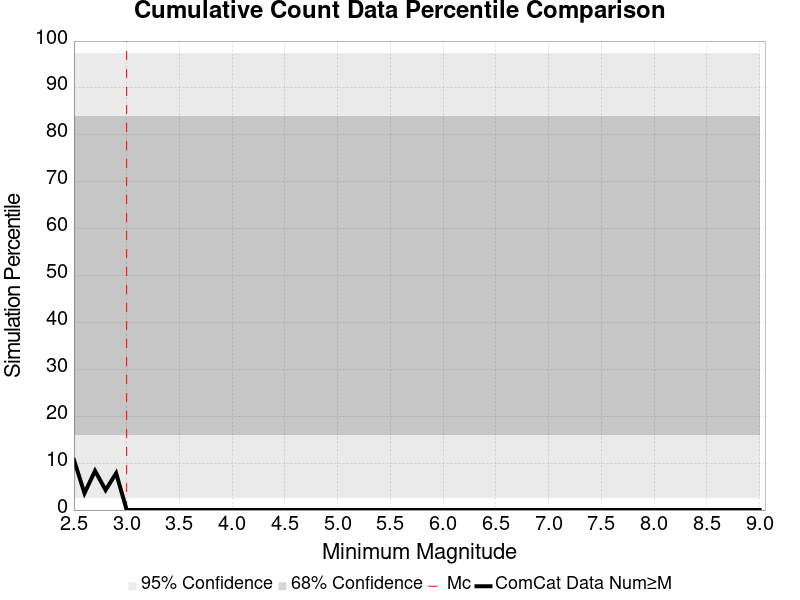 Cumulative Count Data Percentile Comparison
Simulation Percentile
100
90
80
70
60
50
40
30
20
10
0
2.5 3.0 3.5 4.0 4.5 5.0 5.5 6.0 6.5 7.0 7.5 8.0 8.5 9.0
Minimum Magnitude
95% Confidence 68% Confidence Mc ComCat Data Num≥M